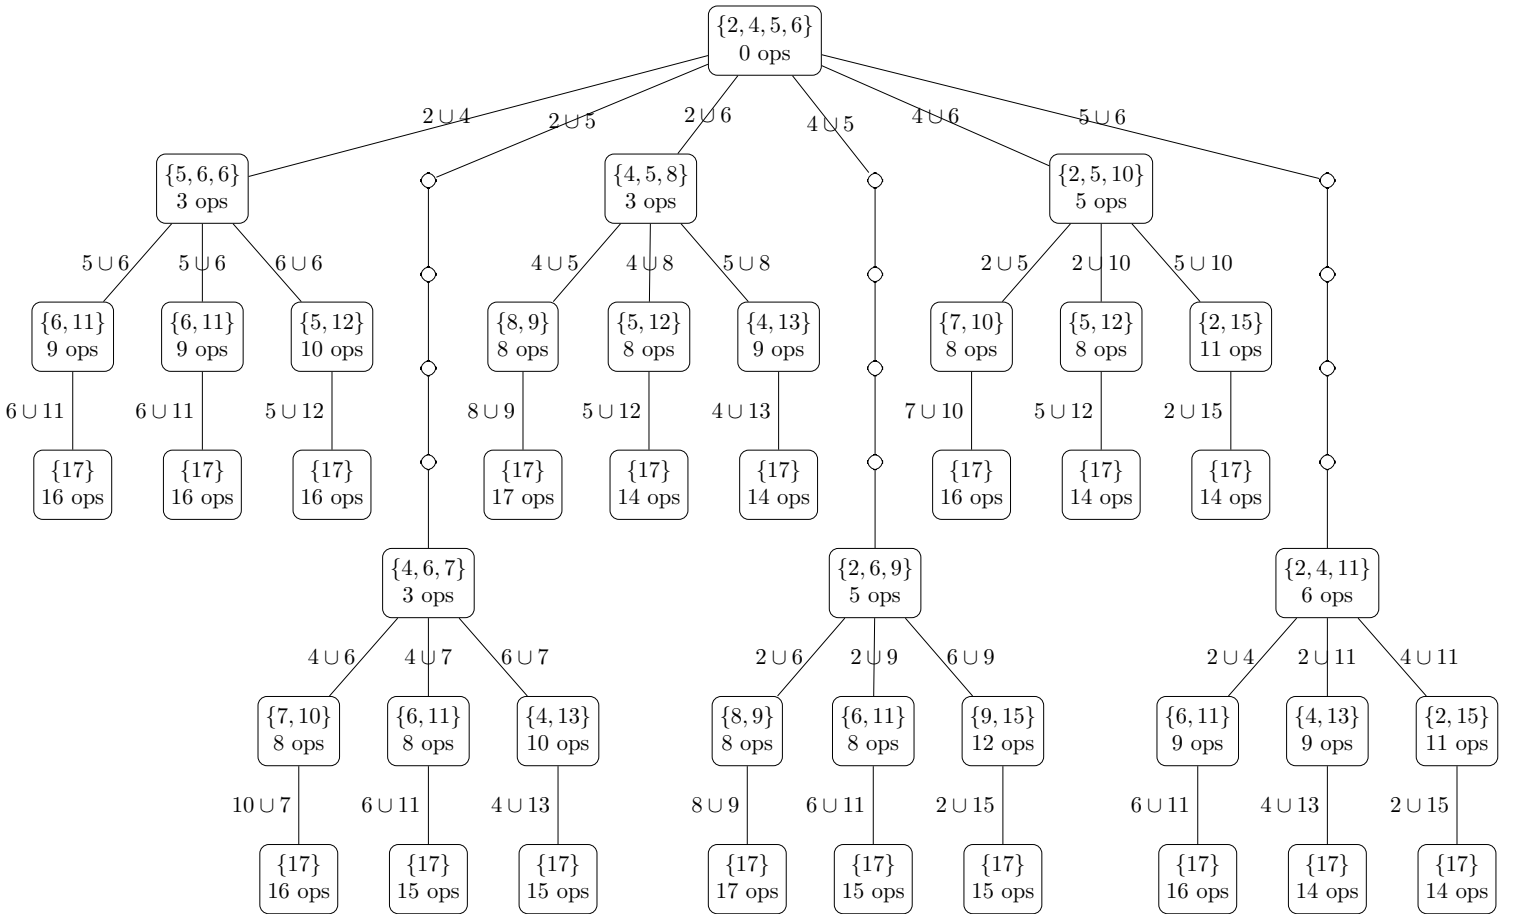 {2, 4, 5, 6}
0 ops
2 ∪ 4
2 ∪ 5
2 ∪ 6
4 ∪ 5
4 ∪ 6
5 ∪ 6
{5, 6, 6}
3 ops
{4, 5, 8}
3 ops
{2, 5, 10}
5 ops
5 ∪ 6
5 ∪ 6
6 ∪ 6
4 ∪ 5
4 ∪ 8
5 ∪ 8
2 ∪ 5
2 ∪ 10
5 ∪ 10
{6, 11}
9 ops
{6, 11}
9 ops
{5, 12}
10 ops
{8, 9}
8 ops
{5, 12}
8 ops
{4, 13}
9 ops
{7, 10}
8 ops
{5, 12}
8 ops
{2, 15}
11 ops
6 ∪ 11
6 ∪ 11
5 ∪ 12
8 ∪ 9
5 ∪ 12
4 ∪ 13
7 ∪ 10
5 ∪ 12
2 ∪ 15
{17}
16 ops
{17}
16 ops
{17}
16 ops
{17}
17 ops
{17}
14 ops
{17}
14 ops
{17}
16 ops
{17}
14 ops
{17}
14 ops
{4, 6, 7}
3 ops
{2, 6, 9}
5 ops
{2, 4, 11}
6 ops
4 ∪ 6
4 ∪ 7
6 ∪ 7
2 ∪ 6
2 ∪ 9
6 ∪ 9
2 ∪ 4
2 ∪ 11
4 ∪ 11
{7, 10}
8 ops
{6, 11}
8 ops
{4, 13}
10 ops
{8, 9}
8 ops
{6, 11}
8 ops
{9, 15}
12 ops
{6, 11}
9 ops
{4, 13}
9 ops
{2, 15}
11 ops
10 ∪ 7
6 ∪ 11
4 ∪ 13
8 ∪ 9
6 ∪ 11
2 ∪ 15
6 ∪ 11
4 ∪ 13
2 ∪ 15
{17}
16 ops
{17}
15 ops
{17}
15 ops
{17}
17 ops
{17}
15 ops
{17}
15 ops
{17}
16 ops
{17}
14 ops
{17}
14 ops